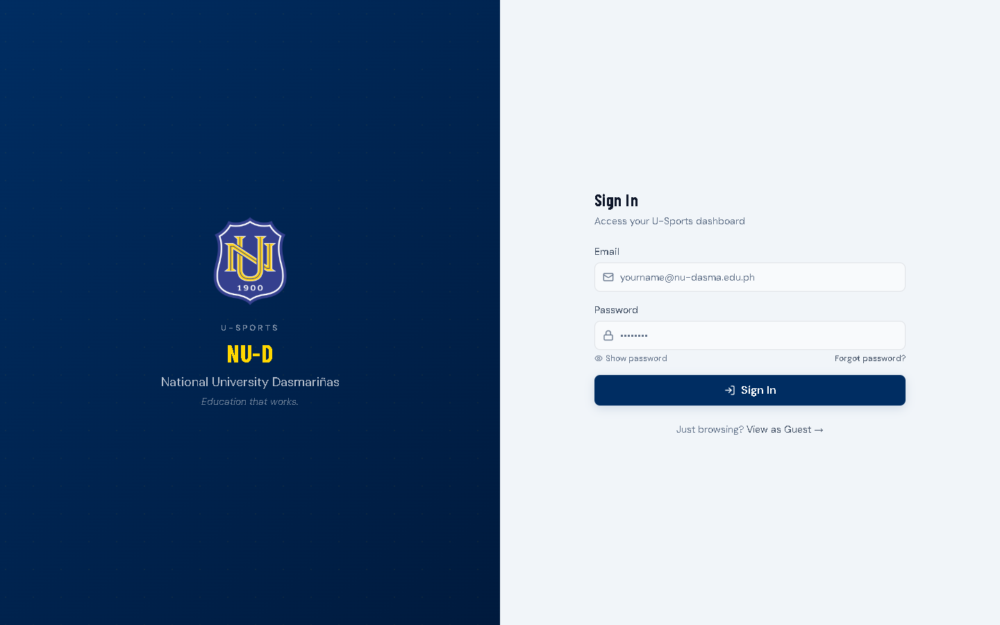 NU
1900
U-SPORTS
NU-D
National University Dasmariñas
Education that works.
Sign In
Access your U-Sports dashboard
Email
yourname@nu-dasma.edu.ph
Password
••••••••
Show password
Forgot password?
Sign In
Just browsing? View as Guest →